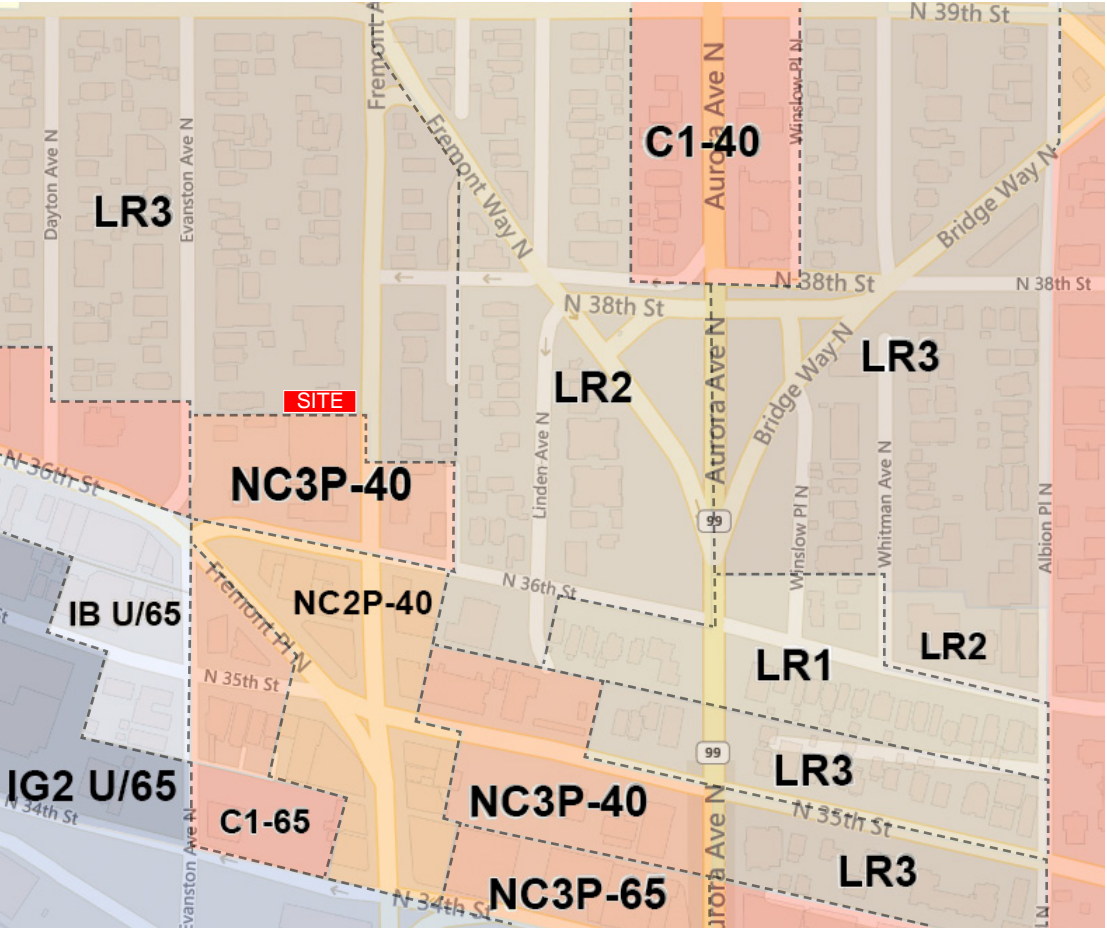 N 39th St
Fremont A
Aurora Ave N
Winslow Pl N
C1-40
Fremont Way N
Dayton Ave N
Evanston Ave N
LR3
Bridge Way N
N 38th St
N 38th St
N 38th St
Aurora Ave N
Bridge Way N
LR3
LR2
SITE
Linden Ave N
N 36th St
NC3P-40
99
Winslow Pl N
Whitman Ave N
Albion Pl N
N 36th St
Fremont Pl N
NC2P-40
IB U/65
LR2
LR1
N 35th St
99
LR3
IG2 U/65
N 34th St
St
C1-65
NC3P-40
N 35th St
Evanston Ave N
Aurora Ave N
LR3
NC3P-65
N 34th St
N